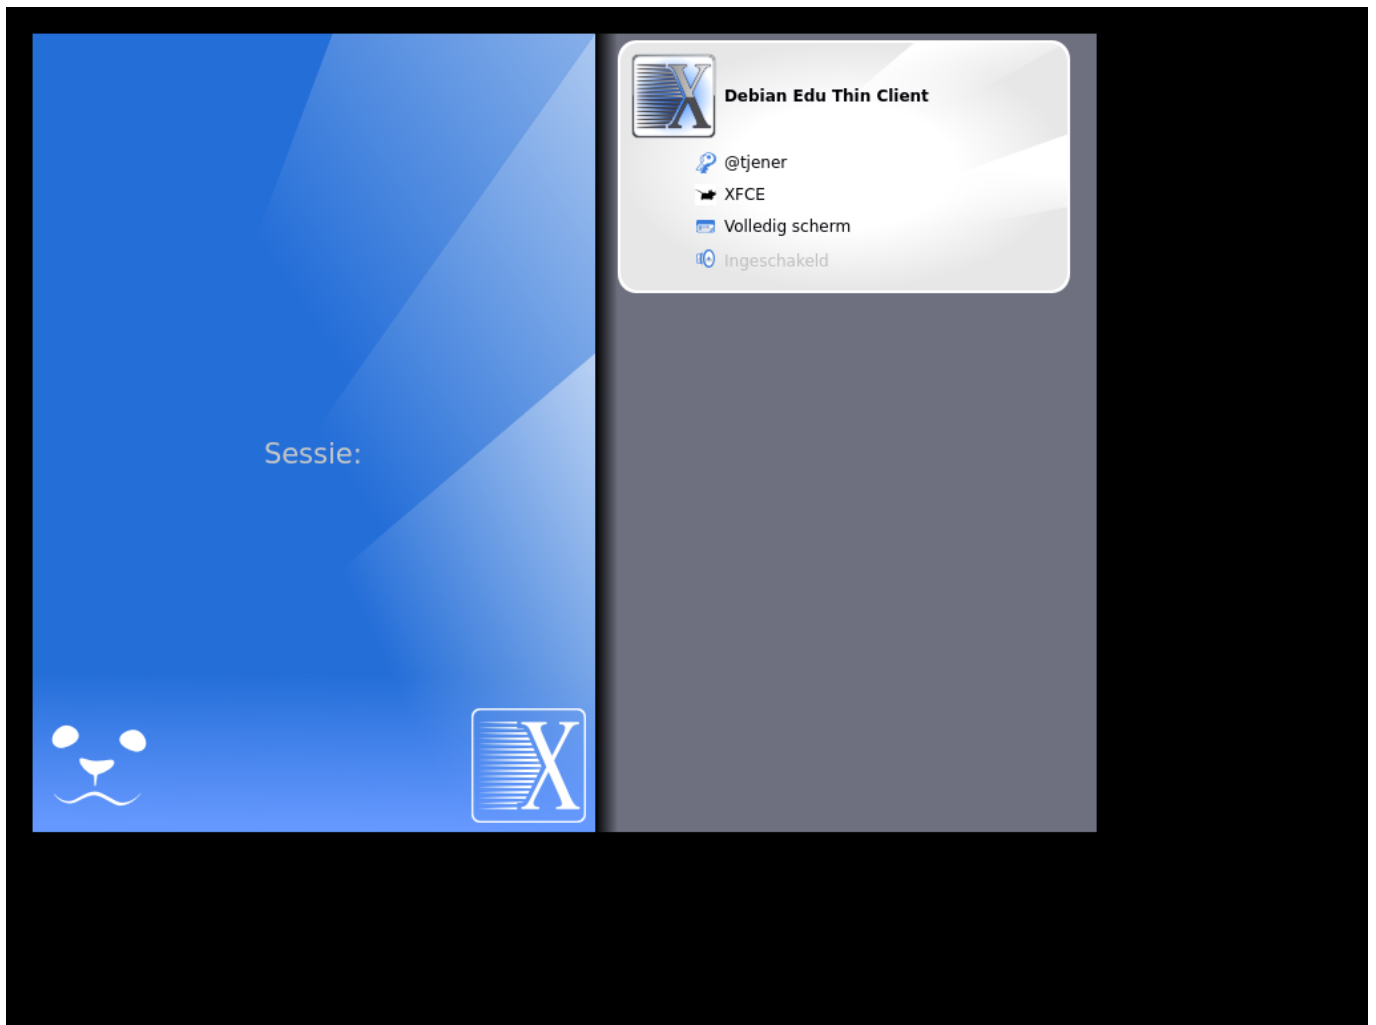 Debian Edu Thin Client
@tjener
XFCE
Volledig scherm
Ingeschakeld
Sessie:
X